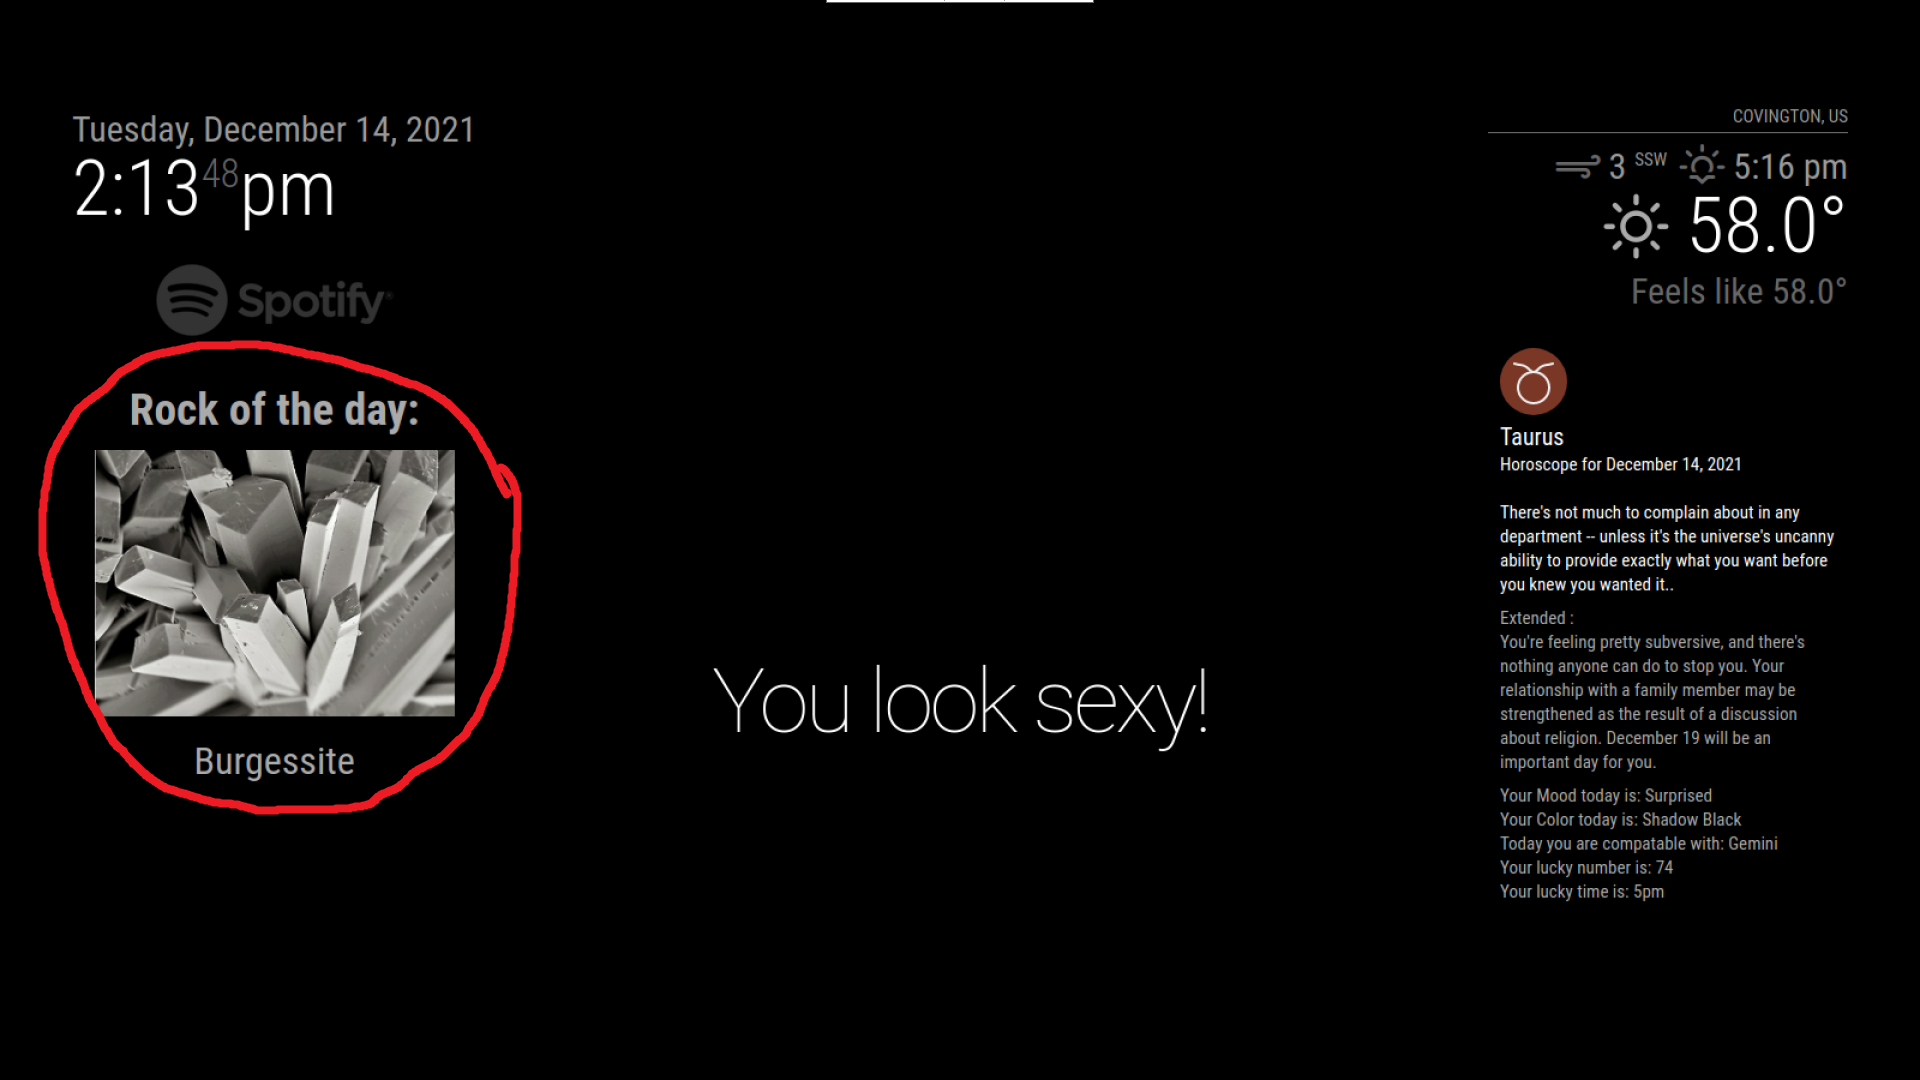 Tuesday, December 14, 2021
2:13 48 pm
Spotify
Rock of the day:
Burgessite
You look sexy!
COVINGTON, US
3 SSW 5:16 pm
58.0°
Feels like 58.0°
Taurus
Horoscope for December 14, 2021
There's not much to complain about in any
department -- unless it's the universe's uncanny
ability to provide exactly what you want before
you knew you wanted it..
Extended :
You're feeling pretty subversive, and there's
nothing anyone can do to stop you. Your
relationship with a family member may be
strengthened as the result of a discussion
about religion. December 19 will be an
important day for you.
Your Mood today is: Surprised
Your Color today is: Shadow Black
Today you are compatable with: Gemini
Your lucky number is: 74
Your lucky time is: 5pm